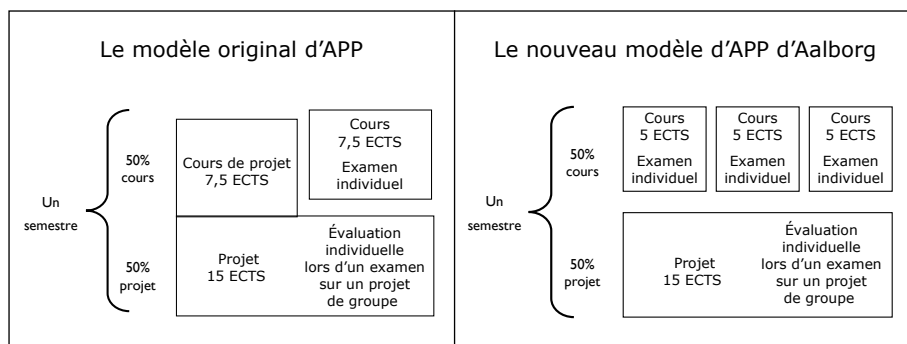 Le modèle original d’APP
Un
semestre
50%
cours
Cours de projet
7,5 ECTS
Cours
7,5 ECTS
Examen
individuel
50%
projet
Projet
15 ECTS
Évaluation
individuelle
lors d’un examen
sur un projet
de groupe
Le nouveau modèle d’APP d’Aalborg
Un
semestre
50%
cours
Cours
5 ECTS
Examen
individuel
Cours
5 ECTS
Examen
individuel
Cours
5 ECTS
Examen
individuel
50%
projet
Projet
15 ECTS
Évaluation
individuelle
lors d’un examen
sur un projet
de groupe